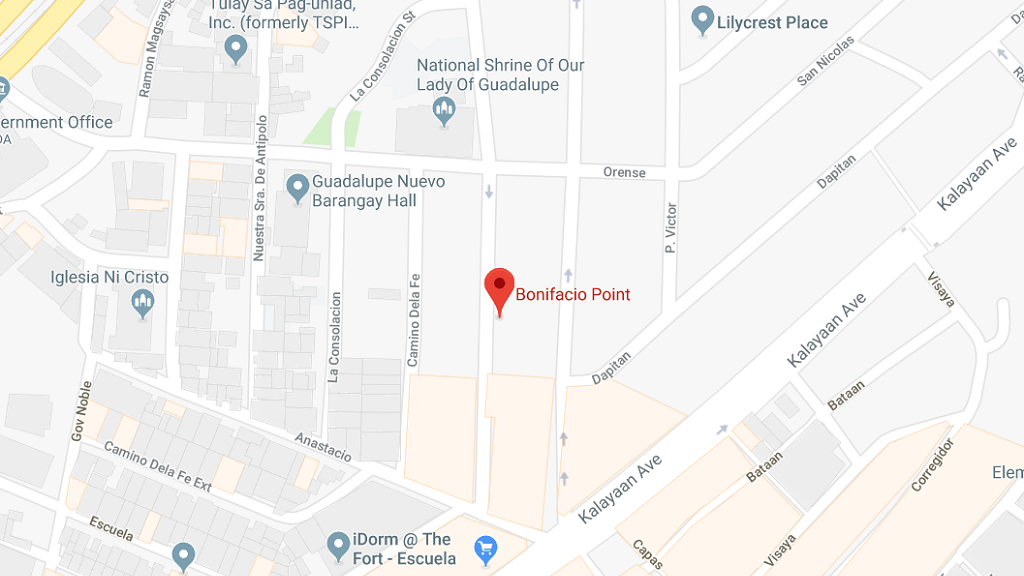 Tulay Sa Pag-unlad,
Inc. (formerly TSPI...
Lilycrest Place
Ramon Magsaysa
La Consolacion St
San Nicolas
National Shrine Of Our
Lady Of Guadalupe
ernment Office
DA
Nuestra Sra. De Antipolo
Orense
Dapitan
Kalayaan Ave
Guadalupe Nuevo
Barangay Hall
P. Victor
Iglesia Ni Cristo
Bonifacio Point
Visaya
La Consolacion
Camino Dela Fe
Kalayaan Ave
Dapitan
Bataan
Gov Noble
Anastacio
Camino Dela Fe Ext
Kalayaan Ave
Bataan
Corregidor
Elem
Escuela
iDorm @ The
Fort - Escuela
Capas
Visaya